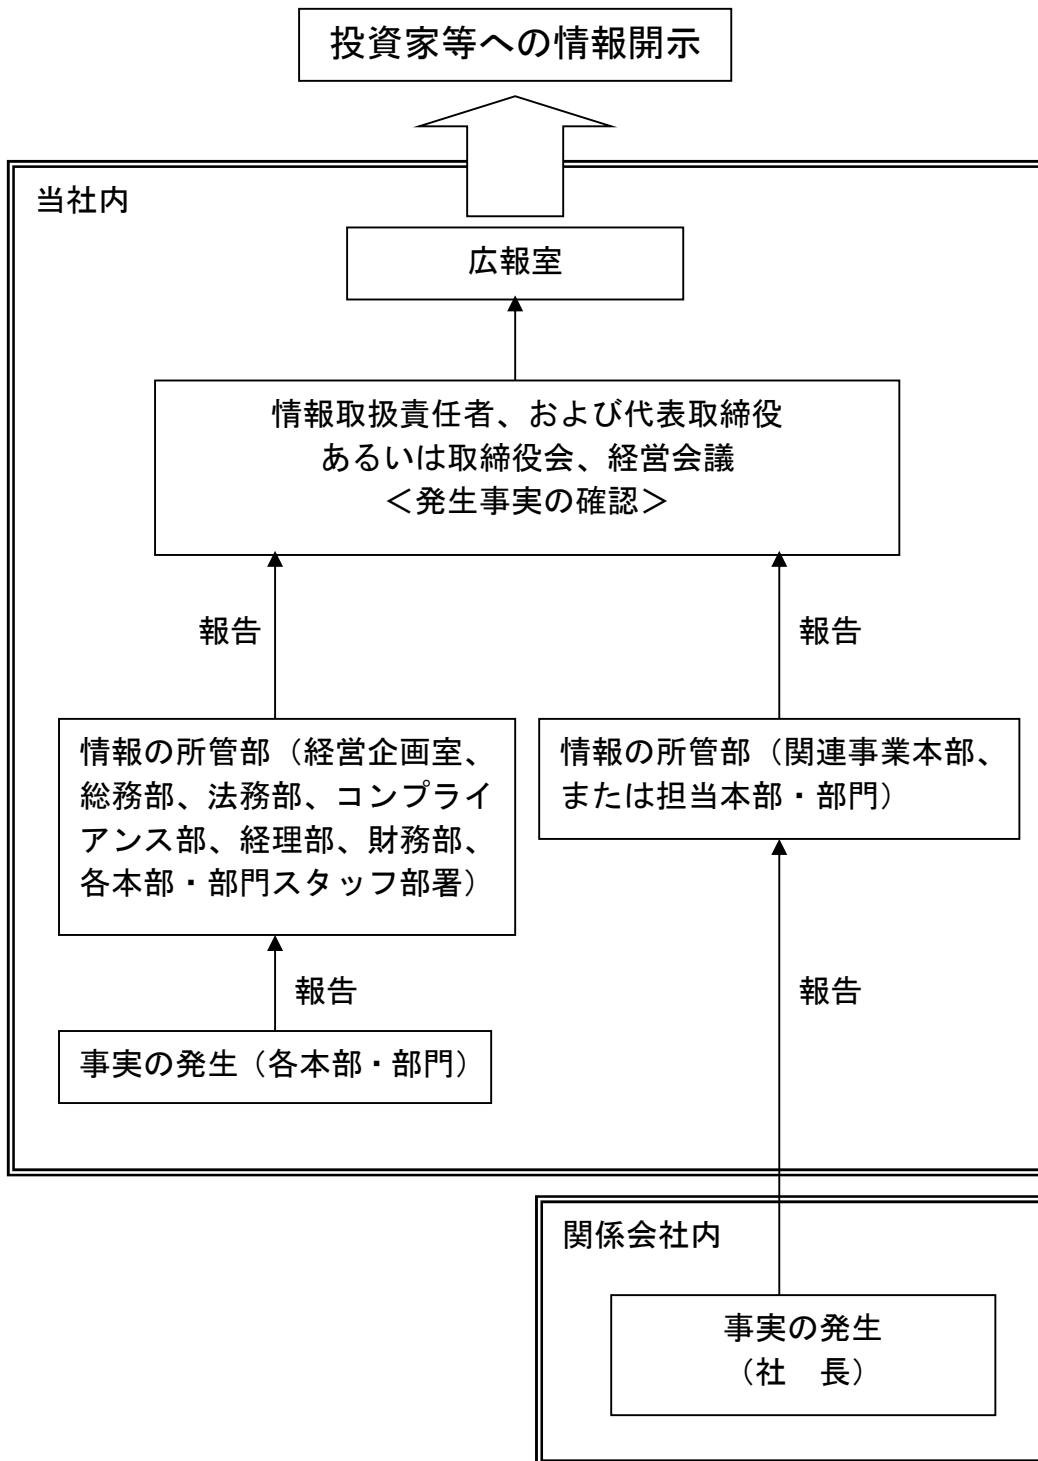 投資家等への情報開示
当社内
広報室
情報取扱責任者、および代表取締役
あるいは取締役会、経営会議
＜発生事実の確認＞
報告
報告
情報の所管部（経営企画室、
総務部、法務部、コンプライ
アンス部、経理部、財務部、
各本部・部門スタッフ部署）
情報の所管部（関連事業本部、
または担当本部・部門）
報告
報告
事実の発生（各本部・部門）
関係会社内
事実の発生
（社　長）